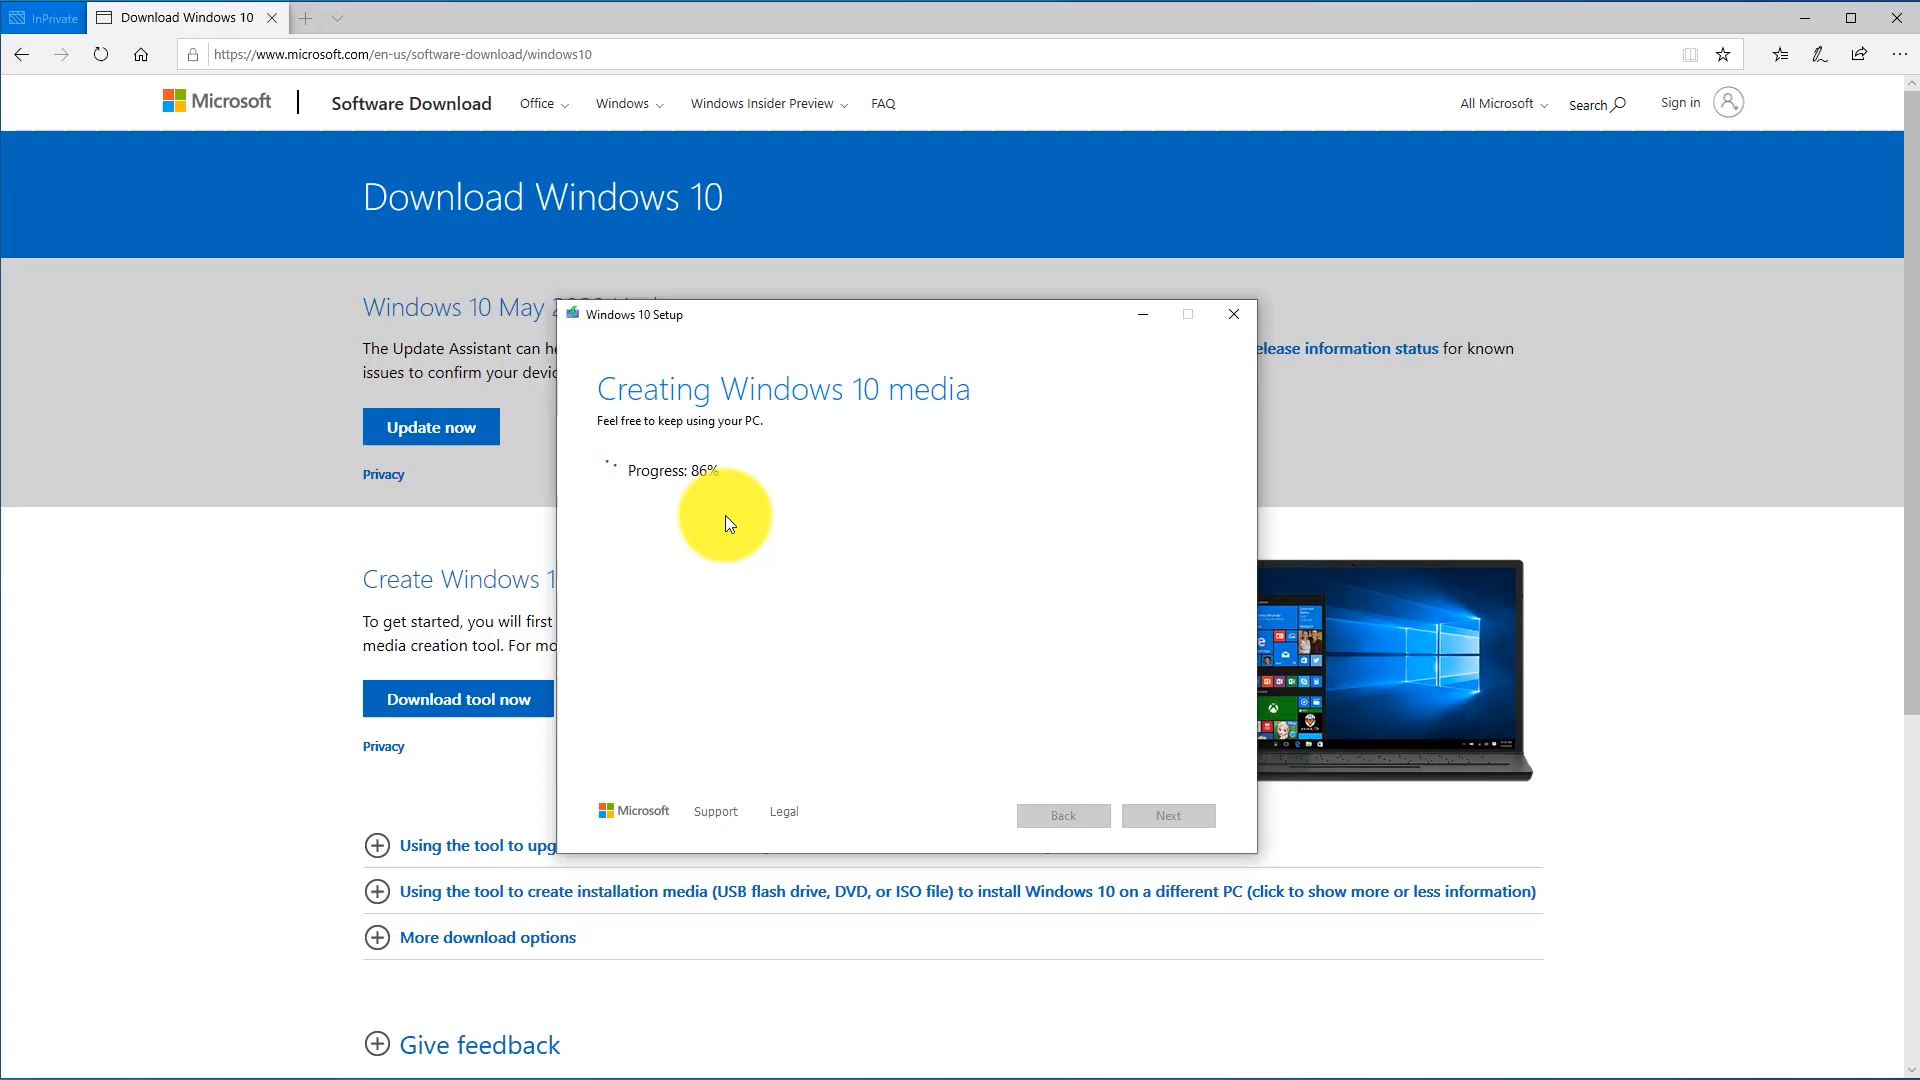 InPrivate
Download Windows 10
https://www.microsoft.com/en-us/software-download/windows10
Microsoft
Software Download
Office
Windows
Windows Insider Preview
FAQ
All Microsoft
Search
Sign in
Download Windows 10
Windows 10 May
The Update Assistant can
elease information status for known
issues to confirm your
Update now
Privacy
Windows 10 Setup
Creating Windows 10 media
Feel free to keep using your PC.
Progress: 86%
Microsoft
Support
Legal
Back
Next
Create Windows
To get started, you will first
media creation tool. For
Download tool now
Privacy
Using the tool to
Using the tool to create installation media (USB flash drive, DVD, or ISO file) to install Windows 10 on a different PC (click to show more or less information)
More download options
Give feedback